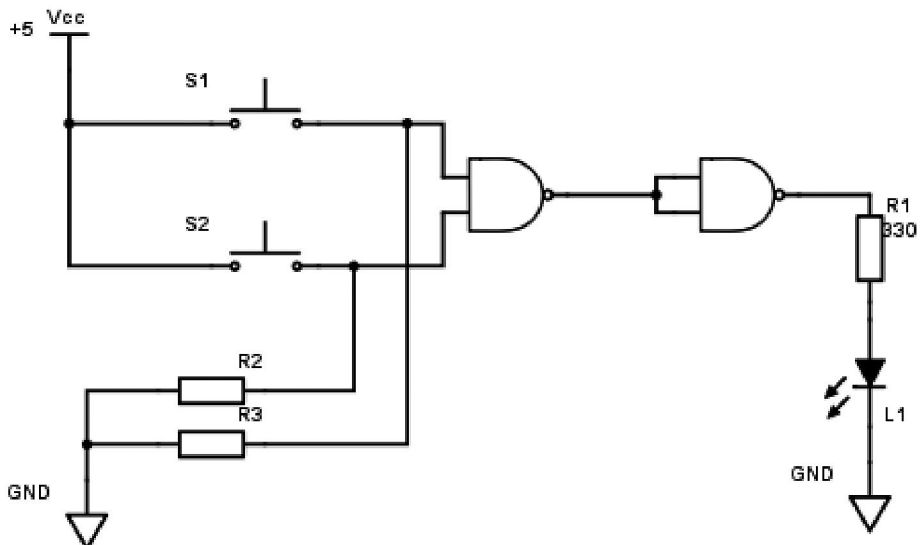 Vcc
+5
S1
S2
R1
330
R2
R3
L1
GND
GND